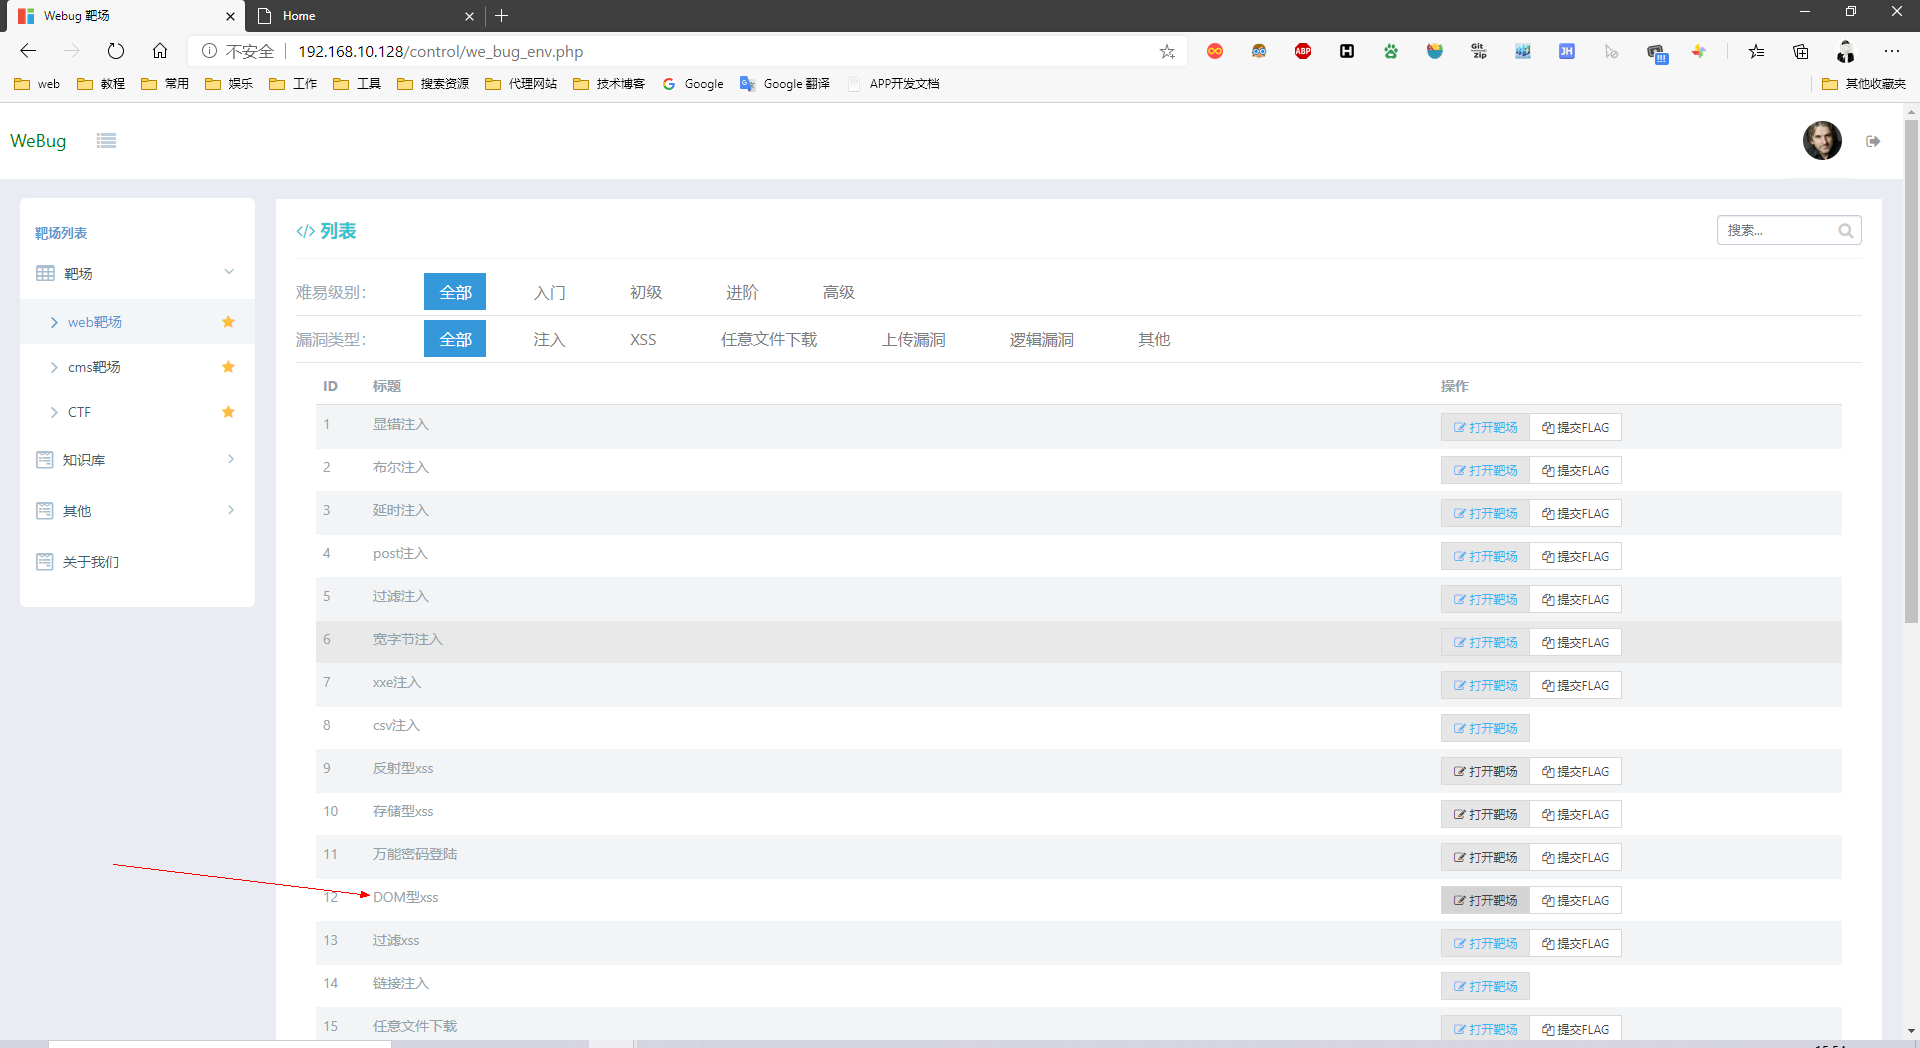 Webug 靶场
Home
不安全 192.168.10.128/control/we_bug_env.php
ABP
H
Git zip
JH
web 教程 常用 娱乐 工作 工具 搜索资源 代理网站 技术博客 Google Google 翻译 APP开发文档 其他收藏夹
WeBug
靶场列表
靶场
web靶场
cms靶场
CTF
知识库
其他
关于我们
</> 列表
搜索...
难易级别： 全部 入门 初级 进阶 高级
漏洞类型： 全部 注入 XSS 任意文件下载 上传漏洞 逻辑漏洞 其他
ID 标题 操作
1 显错注入 打开靶场 提交FLAG
2 布尔注入 打开靶场 提交FLAG
3 延时注入 打开靶场 提交FLAG
4 post注入 打开靶场 提交FLAG
5 过滤注入 打开靶场 提交FLAG
6 宽字节注入 打开靶场 提交FLAG
7 xxe注入 打开靶场 提交FLAG
8 csv注入 打开靶场
9 反射型xss 打开靶场 提交FLAG
10 存储型xss 打开靶场 提交FLAG
11 万能密码登陆 打开靶场 提交FLAG
12 DOM型xss 打开靶场 提交FLAG
13 过滤xss 打开靶场 提交FLAG
14 链接注入 打开靶场
15 任意文件下载 打开靶场 提交FLAG